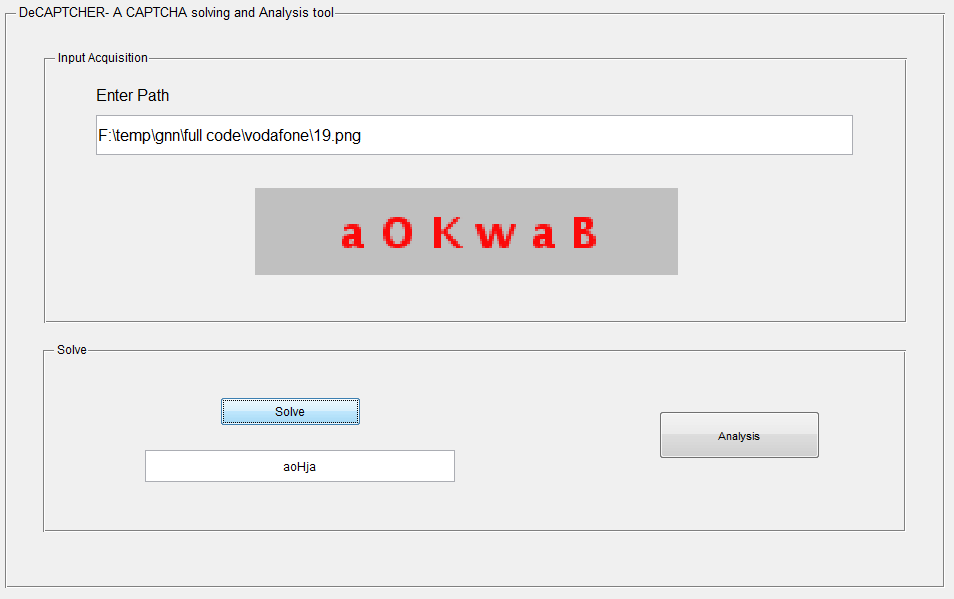 DeCAPTCHER- A CAPTCHA solving and Analysis tool
Input Acquisition
Enter Path
F:\temp\gnn\full code\vodafone\19.png
a O K w a B
Solve
Solve
Analysis
aoHja